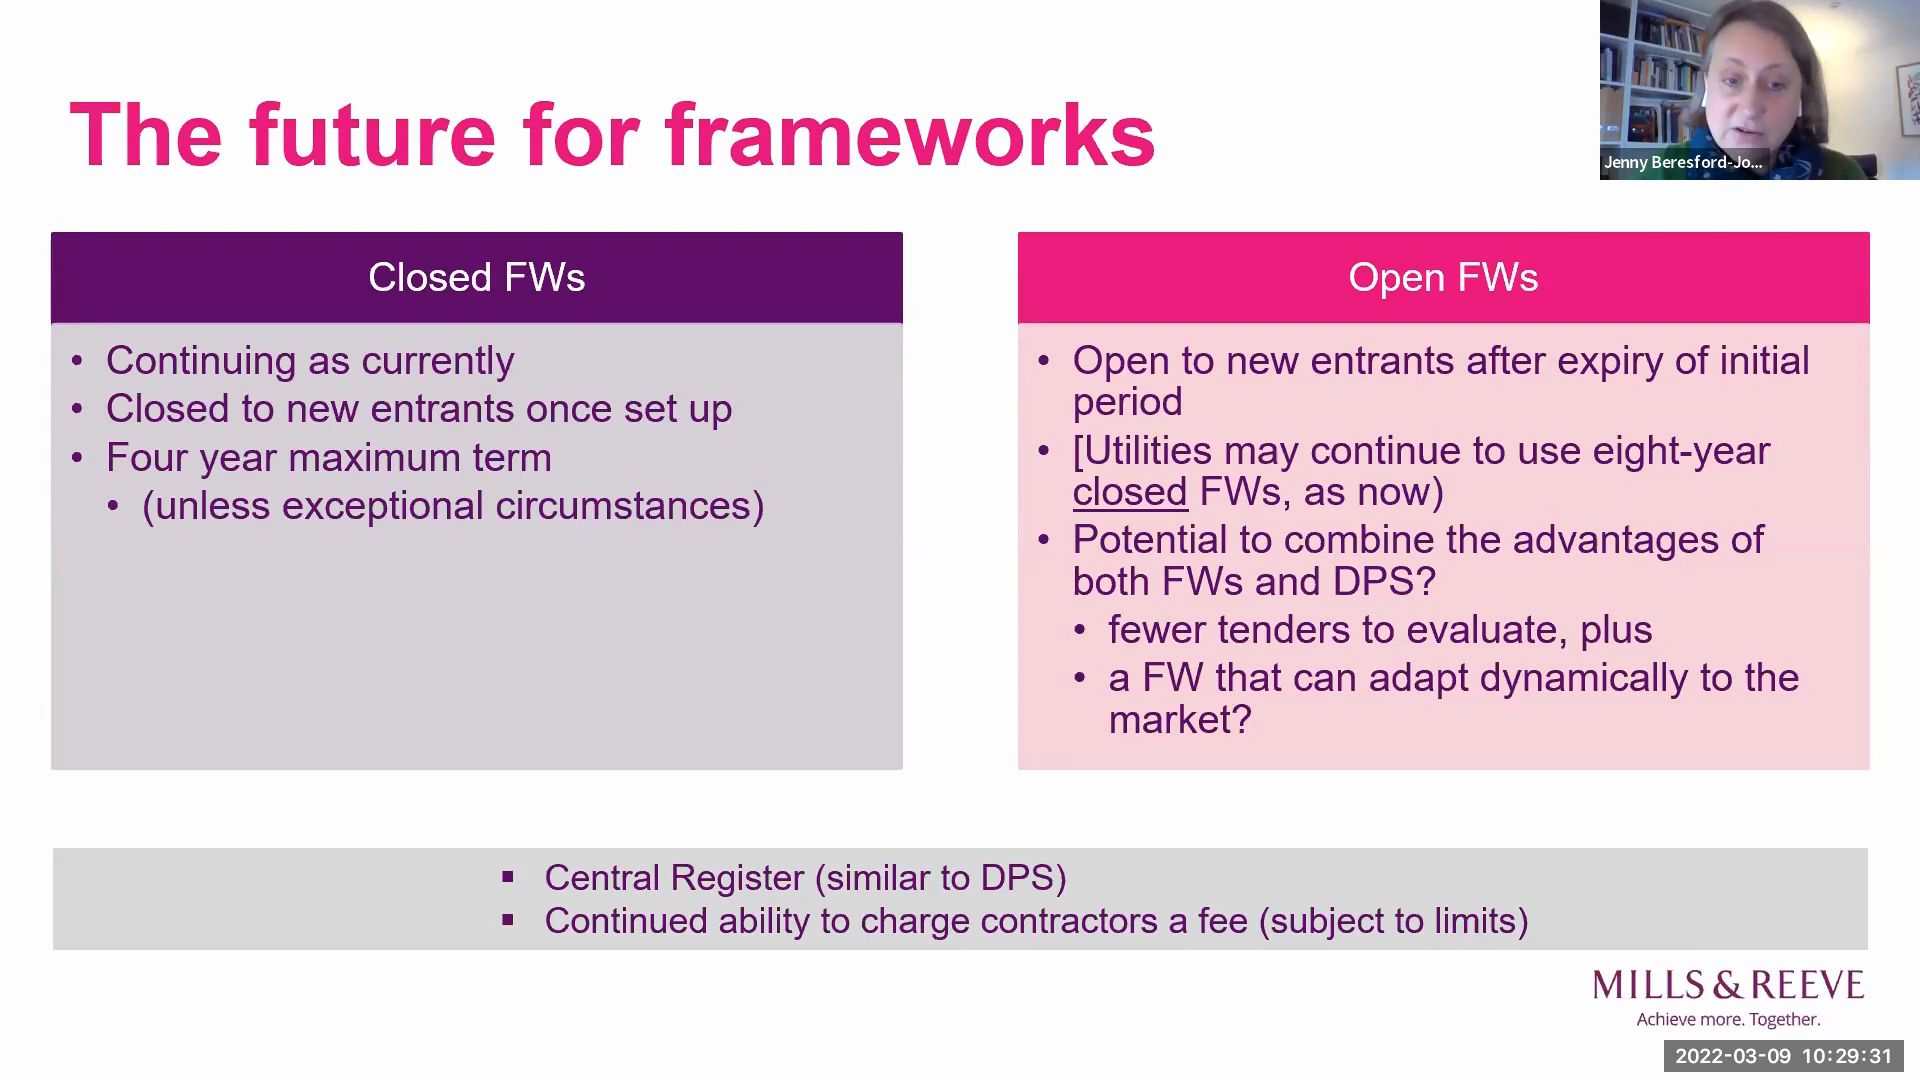 The future for frameworks
Jenny Beresford-Jo...
Closed FWs
• Continuing as currently
• Closed to new entrants once set up
• Four year maximum term
• (unless exceptional circumstances)
Open FWs
• Open to new entrants after expiry of initial
period
• [Utilities may continue to use eight-year
closed FWs, as now)
• Potential to combine the advantages of
both FWs and DPS?
• fewer tenders to evaluate, plus
• a FW that can adapt dynamically to the
market?
▪ Central Register (similar to DPS)
▪ Continued ability to charge contractors a fee (subject to limits)
MILLS & REEVE
Achieve more. Together.
2022-03-09 10:29:31